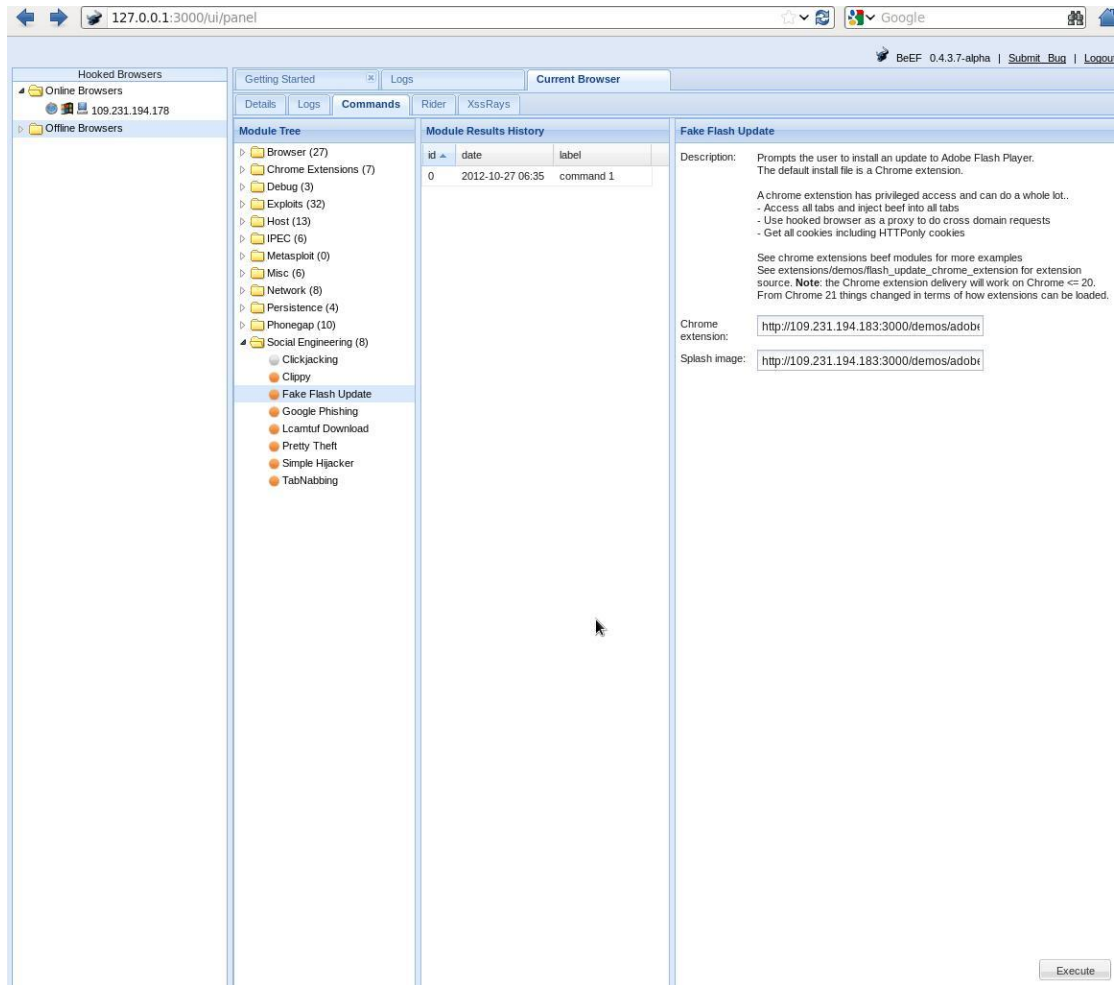 127.0.0.1:3000/ui/panel
Google
BeEF 0.4.3.7-alpha | Submit Bug | Logout
Hooked Browsers
Online Browsers
109.231.194.178
Offline Browsers
Getting Started
Logs
Current Browser
Details
Logs
Commands
Rider
XssRays
Module Tree
Browser (27)
Chrome Extensions (7)
Debug (3)
Exploits (32)
Host (13)
IPEC (6)
Metasploit (0)
Misc (6)
Network (8)
Persistence (4)
Phonegap (10)
Social Engineering (8)
Clickjacking
Clippy
Fake Flash Update
Google Phishing
Lcamtuf Download
Pretty Theft
Simple Hijacker
TabNabbing
Module Results History
id date label
0 2012-10-27 06:35 command 1
Fake Flash Update
Description: Prompts the user to install an update to Adobe Flash Player.
The default install file is a Chrome extension.
A chrome extenstion has privileged access and can do a whole lot..
- Access all tabs and inject beef into all tabs
- Use hooked browser as a proxy to do cross domain requests
- Get all cookies including HTTPonly cookies
See chrome extensions beef modules for more examples
See extensions/demos/flash_update_chrome_extension for extension
source. Note: the Chrome extension delivery will work on Chrome <= 20.
From Chrome 21 things changed in terms of how extensions can be loaded.
Chrome extension: http://109.231.194.183:3000/demos/adobe
Splash image: http://109.231.194.183:3000/demos/adobe
Execute